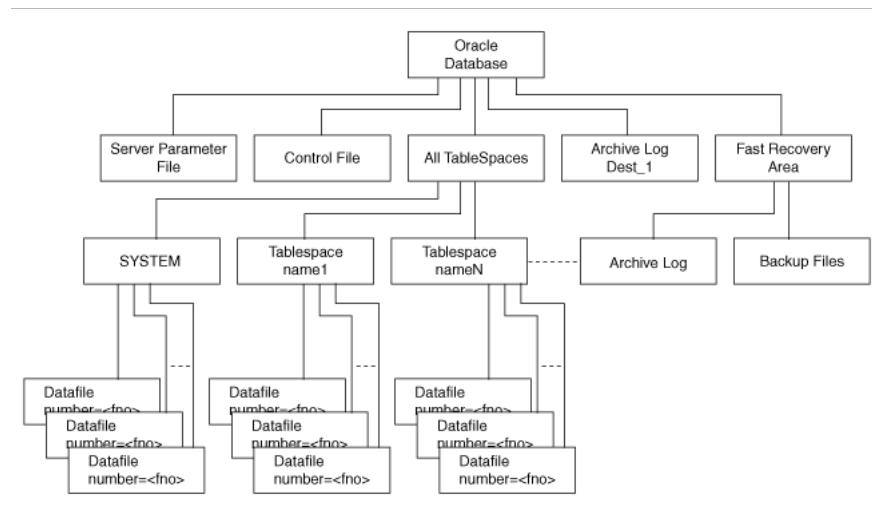 Oracle
Database
Server Parameter
File
Control File
All TableSpaces
Archive Log
Dest_1
Fast Recovery
Area
SYSTEM
Tablespace
name1
Tablespace
nameN
Archive Log
Backup Files
Datafile
number=<fno>
Datafile
number=<fno>
Datafile
number=<fno>
Datafile
number=<fno>
Datafile
number=<fno>
Datafile
number=<fno>
Datafile
number=<fno>
Datafile
number=<fno>
Datafile
number=<fno>